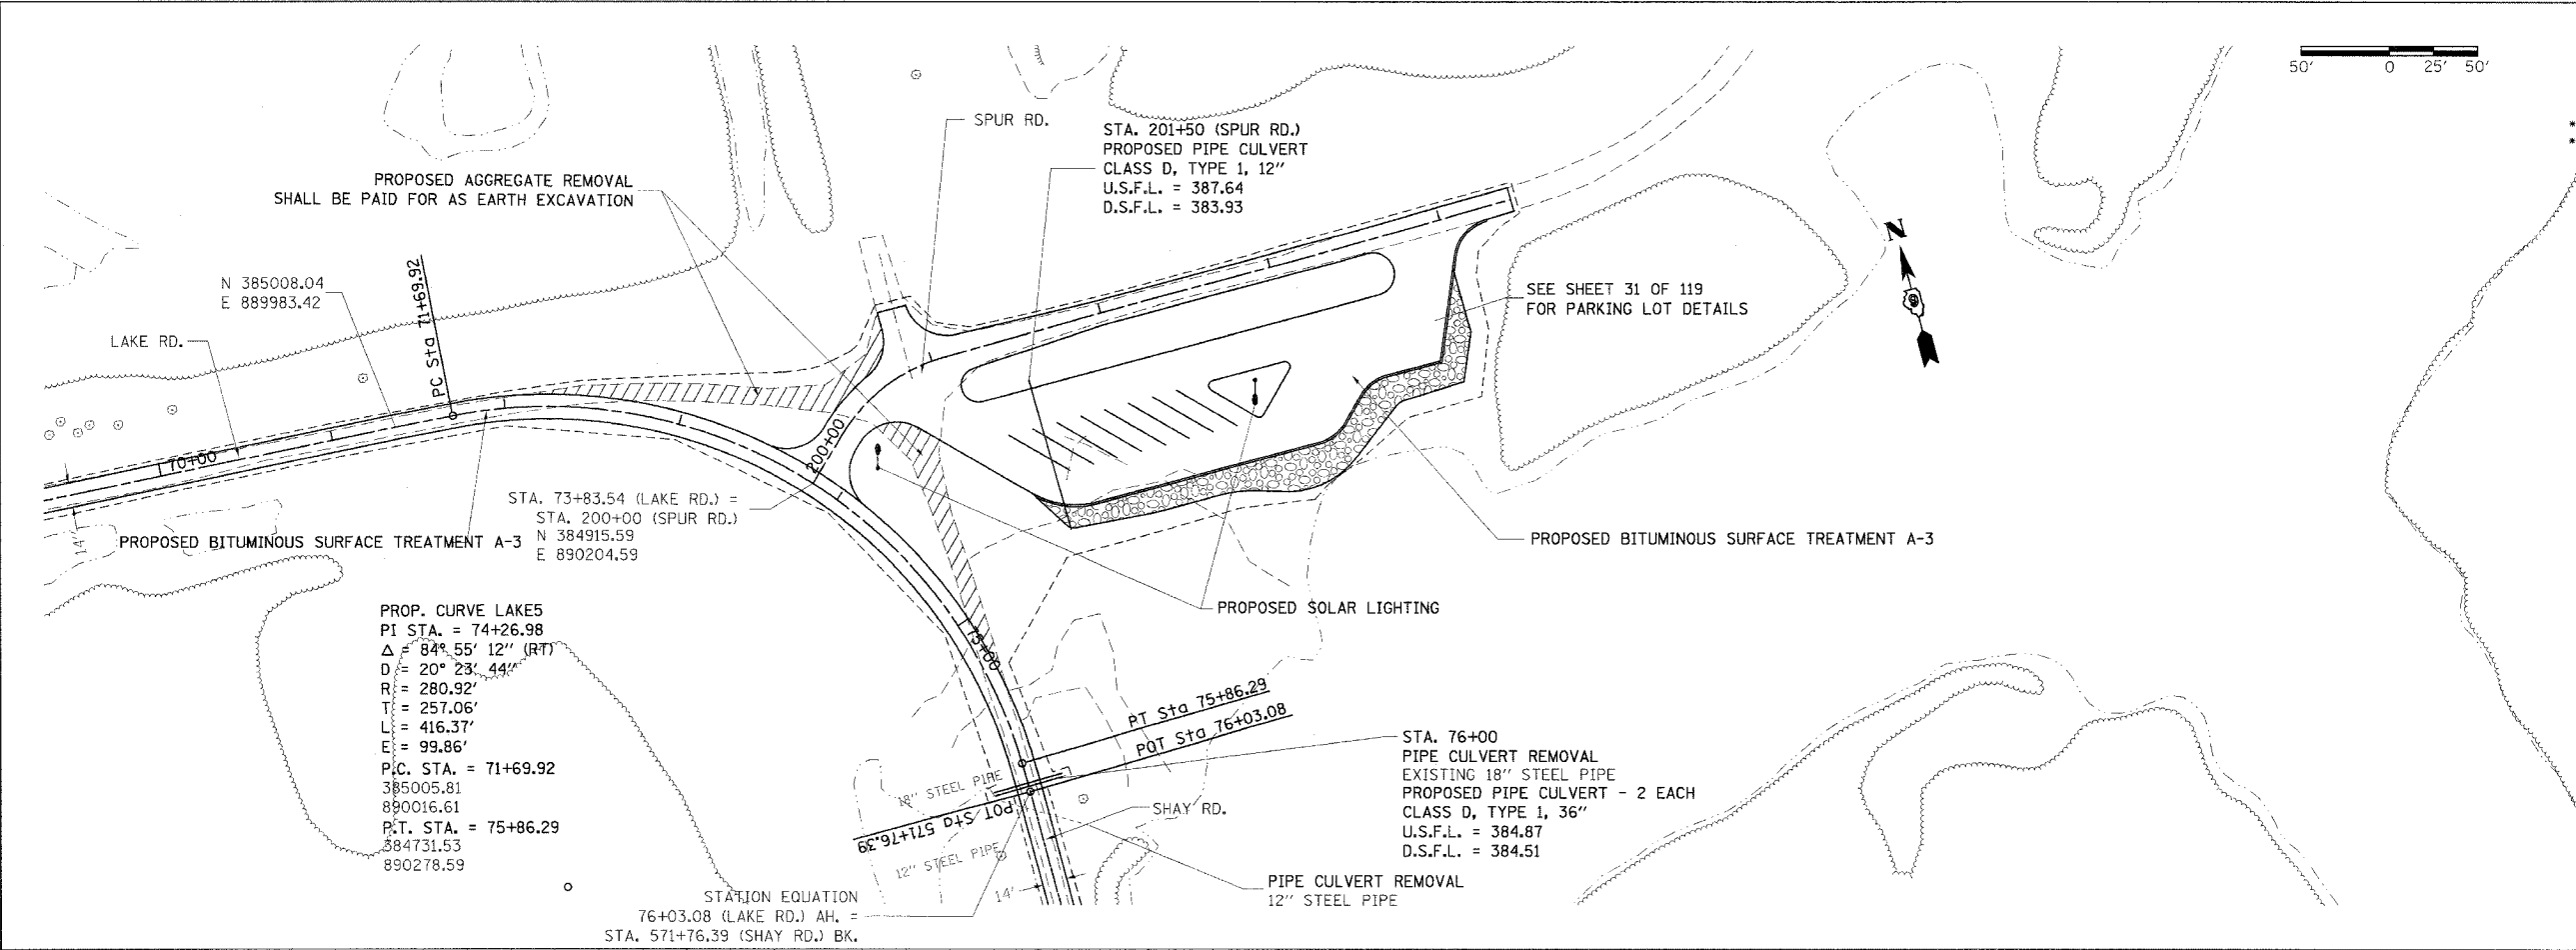 50' 0 25' 50'
*
*
SPUR RD.
STA. 201+50 (SPUR RD.)
PROPOSED PIPE CULVERT
CLASS D, TYPE 1, 12"
U.S.F.L. = 387.64
D.S.F.L. = 383.93
PROPOSED AGGREGATE REMOVAL
SHALL BE PAID FOR AS EARTH EXCAVATION
N
N 385008.04
E 889983.42
PC Sta 71+69.92
LAKE RD.
SEE SHEET 31 OF 119
FOR PARKING LOT DETAILS
70+00
200+00
STA. 73+83.54 (LAKE RD.) =
STA. 200+00 (SPUR RD.)
N 384915.59
E 890204.59
14'
PROPOSED BITUMINOUS SURFACE TREATMENT A-3
PROPOSED BITUMINOUS SURFACE TREATMENT A-3
PROPOSED SOLAR LIGHTING
75+00
PROP. CURVE LAKE5
PI STA. = 74+26.98
Δ = 84° 55' 12" (RT)
D = 20° 23' 44"
R = 280.92'
T = 257.06'
L = 416.37'
E = 99.86'
P.C. STA. = 71+69.92
385005.81
890016.61
P.T. STA. = 75+86.29
384731.53
890278.59
PT Sta 75+86.29
POT Sta 76+03.08
STA. 76+00
PIPE CULVERT REMOVAL
EXISTING 18" STEEL PIPE
PROPOSED PIPE CULVERT - 2 EACH
CLASS D, TYPE 1, 36"
U.S.F.L. = 384.87
D.S.F.L. = 384.51
18" STEEL PIPE
POT Sta 571+76.39
SHAY RD.
12" STEEL PIPE
14'
PIPE CULVERT REMOVAL
12" STEEL PIPE
STATION EQUATION
76+03.08 (LAKE RD.) AH. =
STA. 571+76.39 (SHAY RD.) BK.